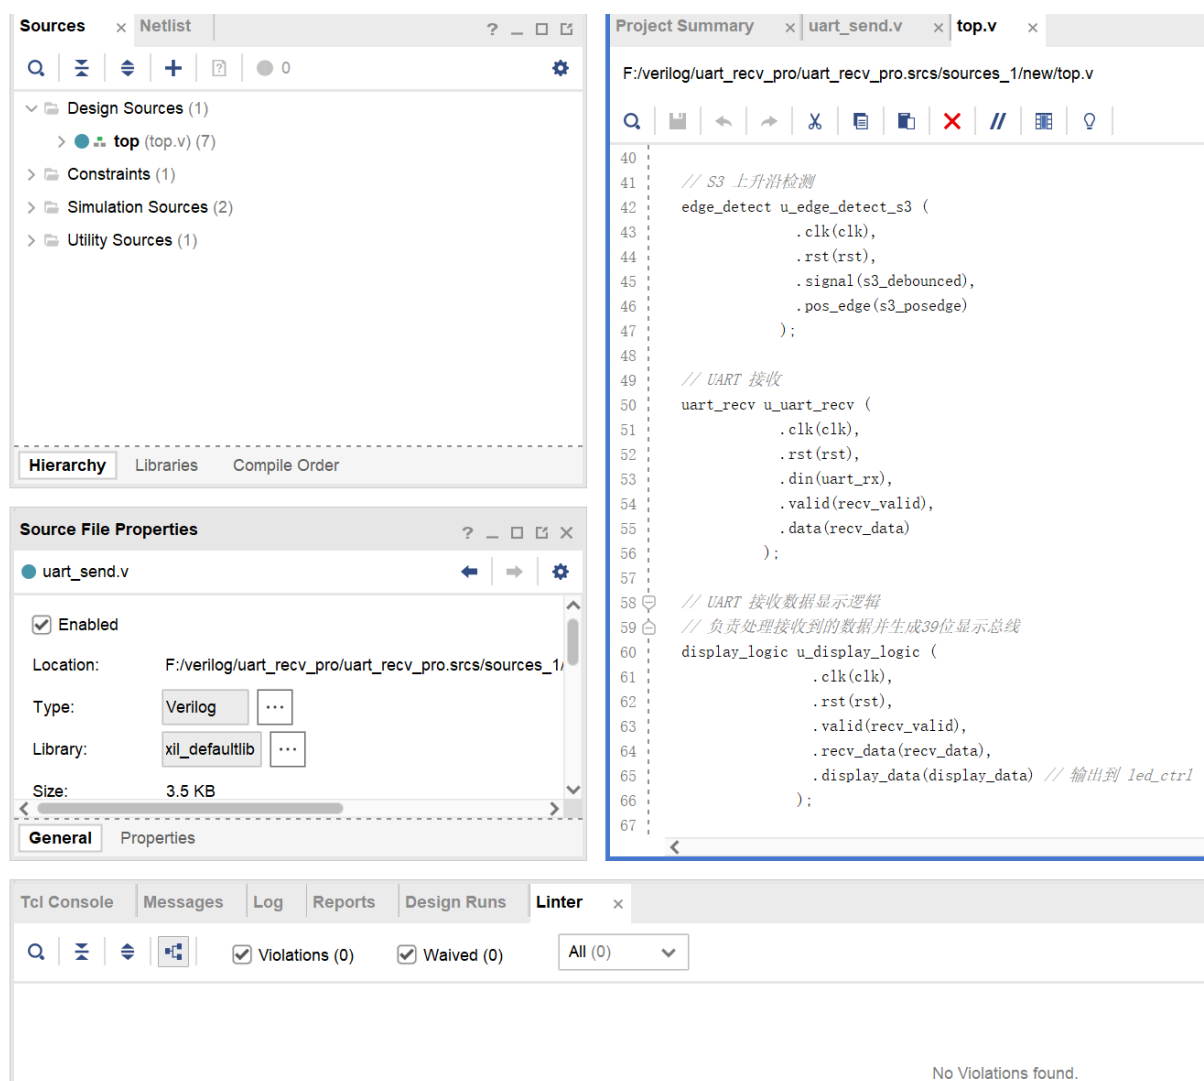 Sources × Netlist ?
0
Design Sources (1)
top (top.v) (7)
Constraints (1)
Simulation Sources (2)
Utility Sources (1)
Hierarchy Libraries Compile Order
Source File Properties ?
uart_send.v
Enabled
Location: F:/verilog/uart_recv_pro/uart_recv_pro.srcs/sources_1/
Type: Verilog ...
Library: xil_defaultlib ...
Size: 3.5 KB
General Properties
Project Summary × uart_send.v × top.v ×
F:/verilog/uart_recv_pro/uart_recv_pro.srcs/sources_1/new/top.v
40
41 // S3 上升沿检测
42 edge_detect u_edge_detect_s3 (
43 .clk(clk),
44 .rst(rst),
45 .signal(s3_debounced),
46 .pos_edge(s3_posedge)
47 );
48
49 // UART 接收
50 uart_recv u_uart_recv (
51 .clk(clk),
52 .rst(rst),
53 .din(uart_rx),
54 .valid(recv_valid),
55 .data(recv_data)
56 );
57
58 // UART 接收数据显示逻辑
59 // 负责处理接收到的数据并生成39位显示总线
60 display_logic u_display_logic (
61 .clk(clk),
62 .rst(rst),
63 .valid(recv_valid),
64 .recv_data(recv_data),
65 .display_data(display_data) // 输出到 led_ctrl
66 );
67
Tcl Console Messages Log Reports Design Runs Linter ×
Violations (0) Waived (0) All (0)
No Violations found.